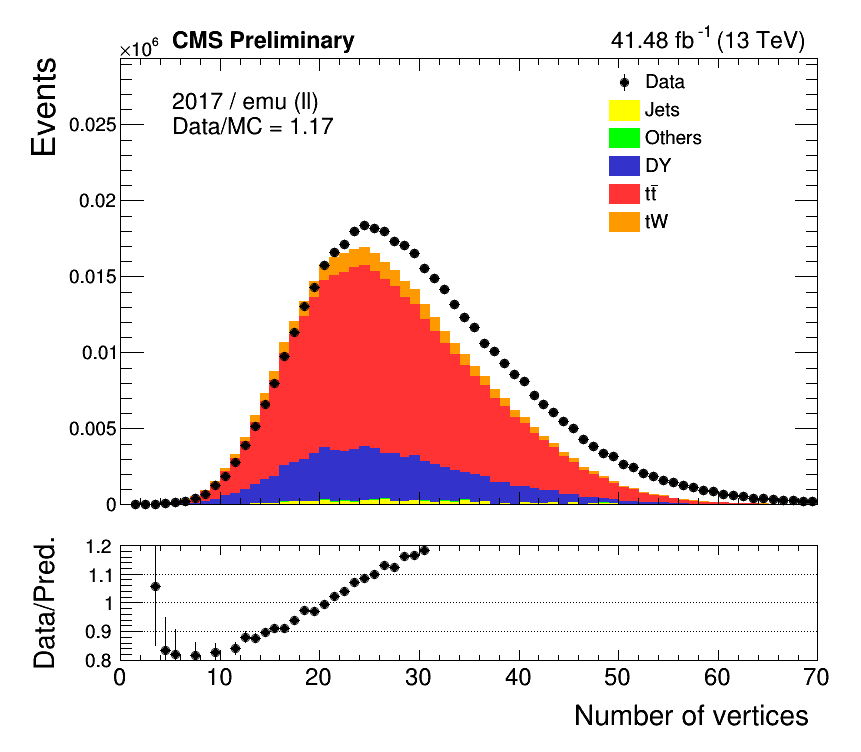 ×10⁶ CMS Preliminary 41.48 fb⁻¹ (13 TeV)
Events
2017 / emu (ll)
Data/MC = 1.17
Data
Jets
Others
DY
tt̄
tW
0.025
0.02
0.015
0.01
0.005
0
Data/Pred.
1.2
1.1
1
0.9
0.8
0 10 20 30 40 50 60 70
Number of vertices